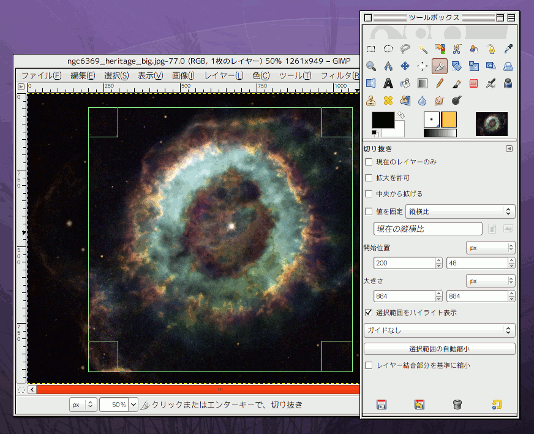 ツールボックス
ngc6369_heritage_big.jpg-77.0 (RGB, 1枚のレイヤー) 50% 1261x949 – GIMP
ファイル(F) 編集(E) 選択(S) 表示(V) 画像(I) レイヤー(L) 色(C) ツール(T) フィルタ(R)
0 250 500 750 1000
切り抜き
現在のレイヤーのみ
拡大を許可
中央から拡げる
値を固定 縦横比
現在の縦横比
開始位置 px
200 48
大きさ px
864 864
選択範囲をハイライト表示
ガイドなし
選択範囲の自動縮小
レイヤー結合部分を基準に縮小
px 50% クリックまたはエンターキーで、切り抜き